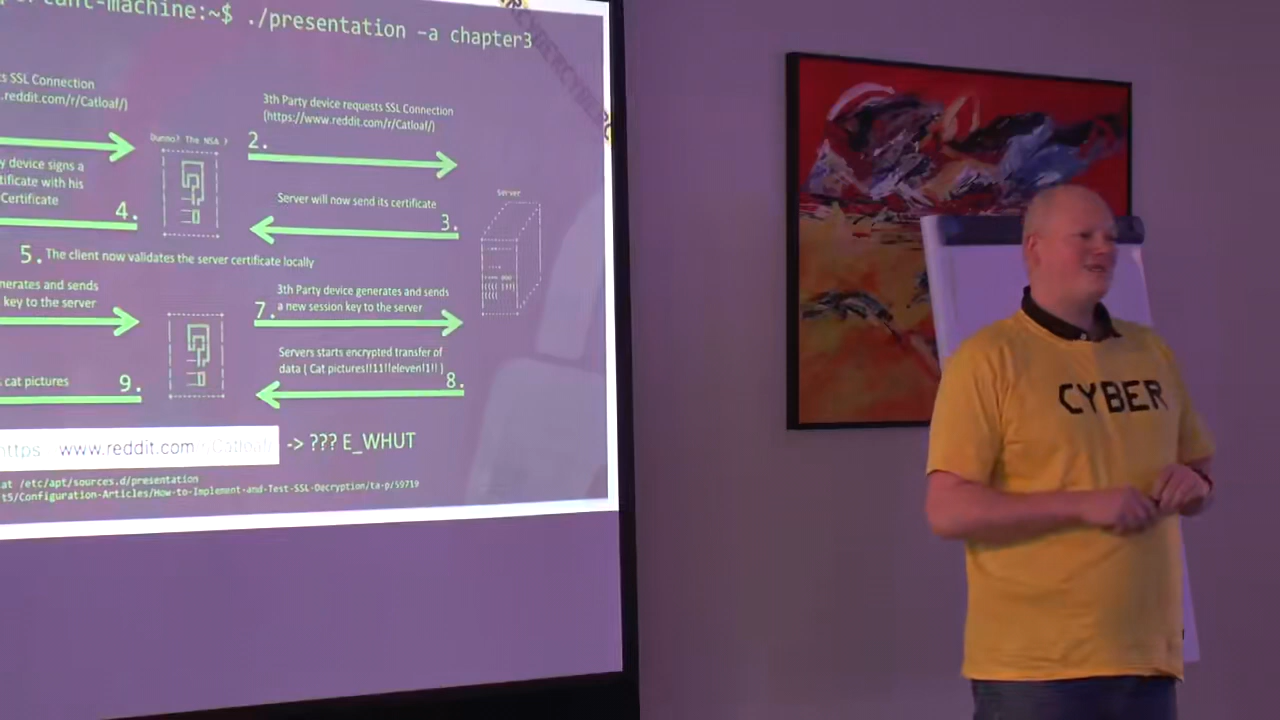 rtant-machine:~$ ./presentation -a chapter3
s SSL Connection
.reddit.com/r/Catloaf/)
3th Party device requests SSL Connection
(https://www.reddit.com/r/Catloaf/)
Dunno? The NSA ?
2.
y device signs a
tificate with his
Certificate
4.
Server will now send its certificate
3.
Server
5. The client now validates the server certificate locally
nerates and sends
key to the server
3th Party device generates and sends
7. a new session key to the server
Servers starts encrypted transfer of
data ( Cat pictures!!11!!eleven!1!! )
8.
cat pictures
9.
https www.reddit.com/r/Catloaf/ -> ??? E_WHUT
at /etc/apt/sources.d/presentation
t5/Configuration-Articles/How-to-Implement-and-Test-SSL-Decryption/ta-p/59719
CYBER